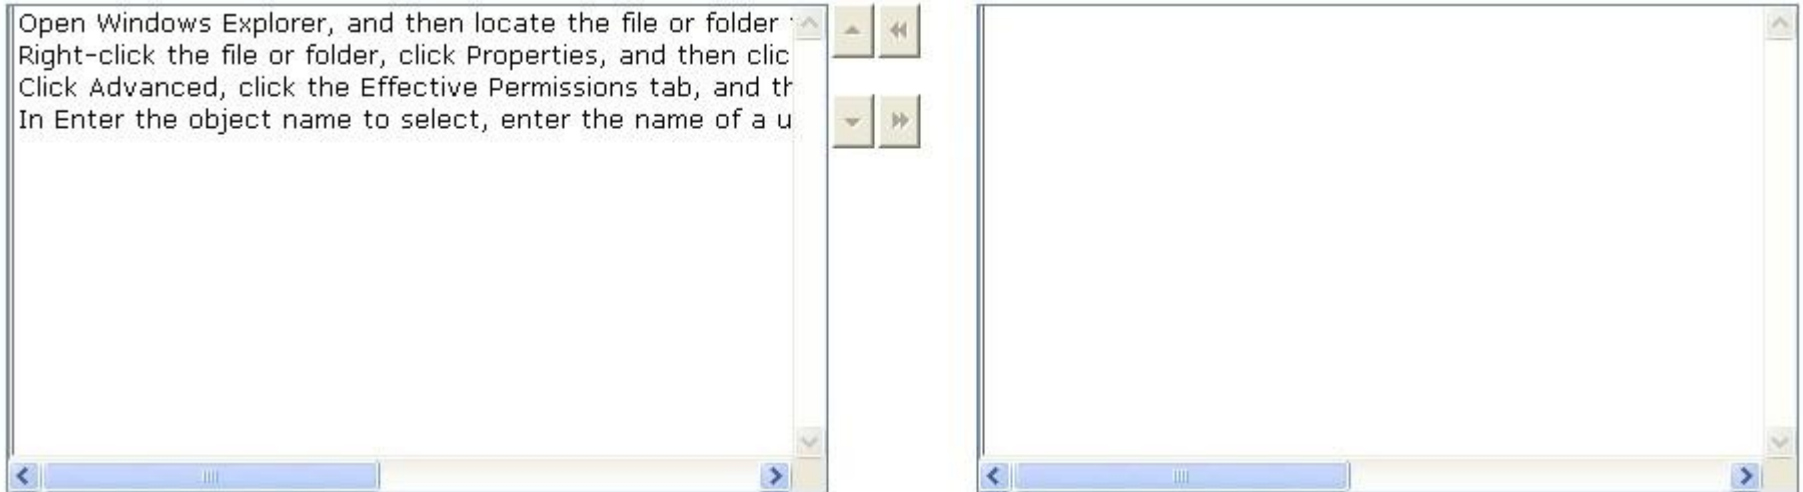 Open Windows Explorer, and then locate the file or folder
Right-click the file or folder, click Properties, and then clic
Click Advanced, click the Effective Permissions tab, and th
In Enter the object name to select, enter the name of a u